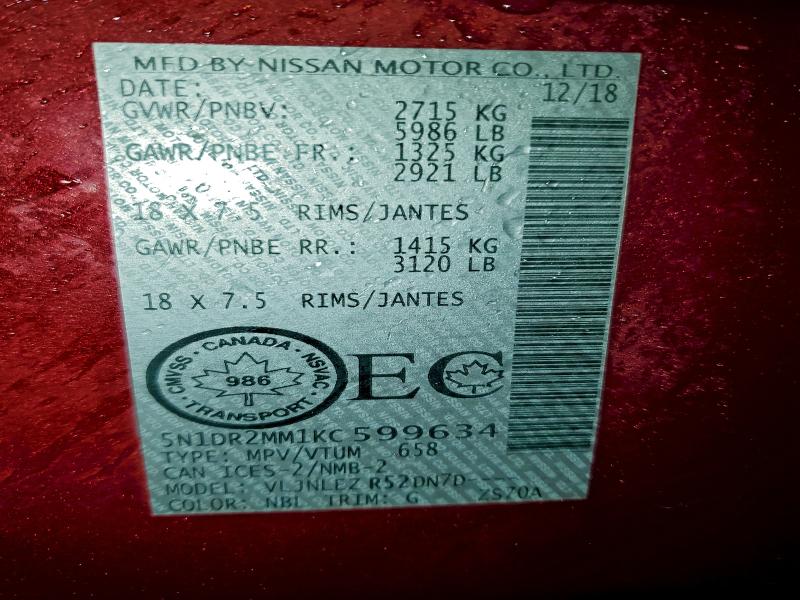 MFD BY NISSAN MOTOR CO., LTD.
DATE: 12/18
GVWR/PNBV: 2715 KG
5986 LB
GAWR/PNBE FR.: 1325 KG
2921 LB
18 X 7.5 RIMS/JANTES
GAWR/PNBE RR.: 1415 KG
3120 LB
18 X 7.5 RIMS/JANTES
CANADA
CMVSS · NSVAC
986
TRANSPORT
EC
5N1DR2MM1KC599634
TYPE: MPV/VTUM 658
CAN ICES-2/NMB-2
MODEL: VLJNLEZ R52DN7D-
COLOR: NBL TRIM: G ZSZ0A